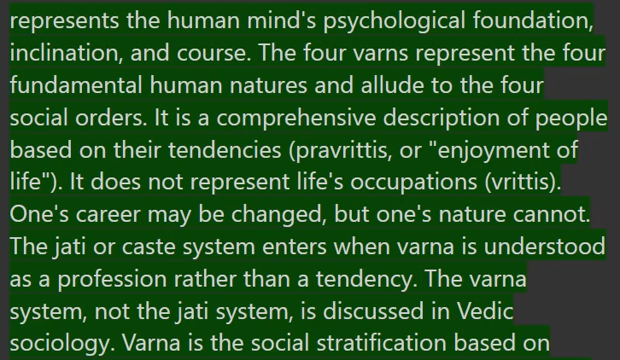 represents the human mind's psychological foundation,
inclination, and course. The four varns represent the four
fundamental human natures and allude to the four
social orders. It is a comprehensive description of people
based on their tendencies (pravrittis, or "enjoyment of
life"). It does not represent life's occupations (vrittis).
One's career may be changed, but one's nature cannot.
The jati or caste system enters when varna is understood
as a profession rather than a tendency. The varna
system, not the jati system, is discussed in Vedic
sociology. Varna is the social stratification based on